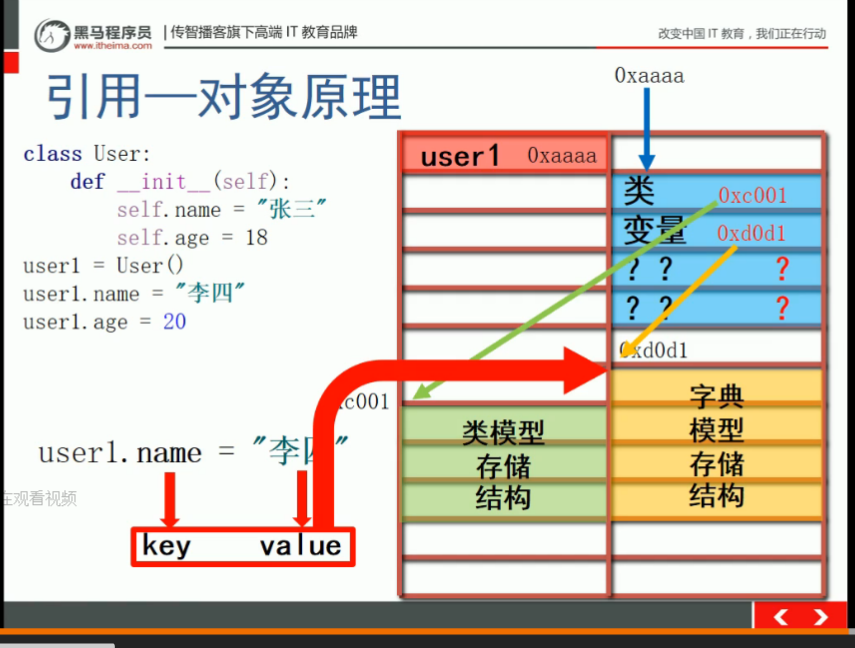 黑马程序员
www.itheima.com
传智播客旗下高端 IT 教育品牌
改变中国 IT 教育，我们正在行动
引用—对象原理
class User:
def __init__(self):
self.name = "张三"
self.age = 18
user1 = User()
user1.name = "李四"
user1.age = 20
user1.name = "李四"
key value
在观看视频
0xaaaa
user1 0xaaaa
类 0xc001
变量 0xd0d1
? ? ?
? ? ?
0xd0d1
xc001
类模型
存储
结构
字典
模型
存储
结构